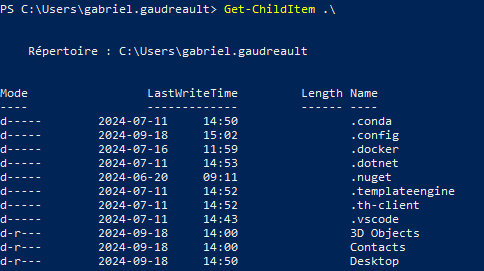 PS C:\Users\gabriel.gaudreault> Get-ChildItem .\
Répertoire : C:\Users\gabriel.gaudreault
Mode LastWriteTime Length Name
---- ------------- ------ ----
d----- 2024-07-11 14:50 .conda
d----- 2024-09-18 15:02 .config
d----- 2024-07-16 11:59 .docker
d----- 2024-07-11 14:53 .dotnet
d----- 2024-06-20 09:11 .nuget
d----- 2024-07-11 14:52 .templateengine
d----- 2024-07-11 14:52 .th-client
d----- 2024-07-11 14:43 .vscode
d-r--- 2024-09-18 14:00 3D Objects
d-r--- 2024-09-18 14:00 Contacts
d-r--- 2024-09-18 14:50 Desktop